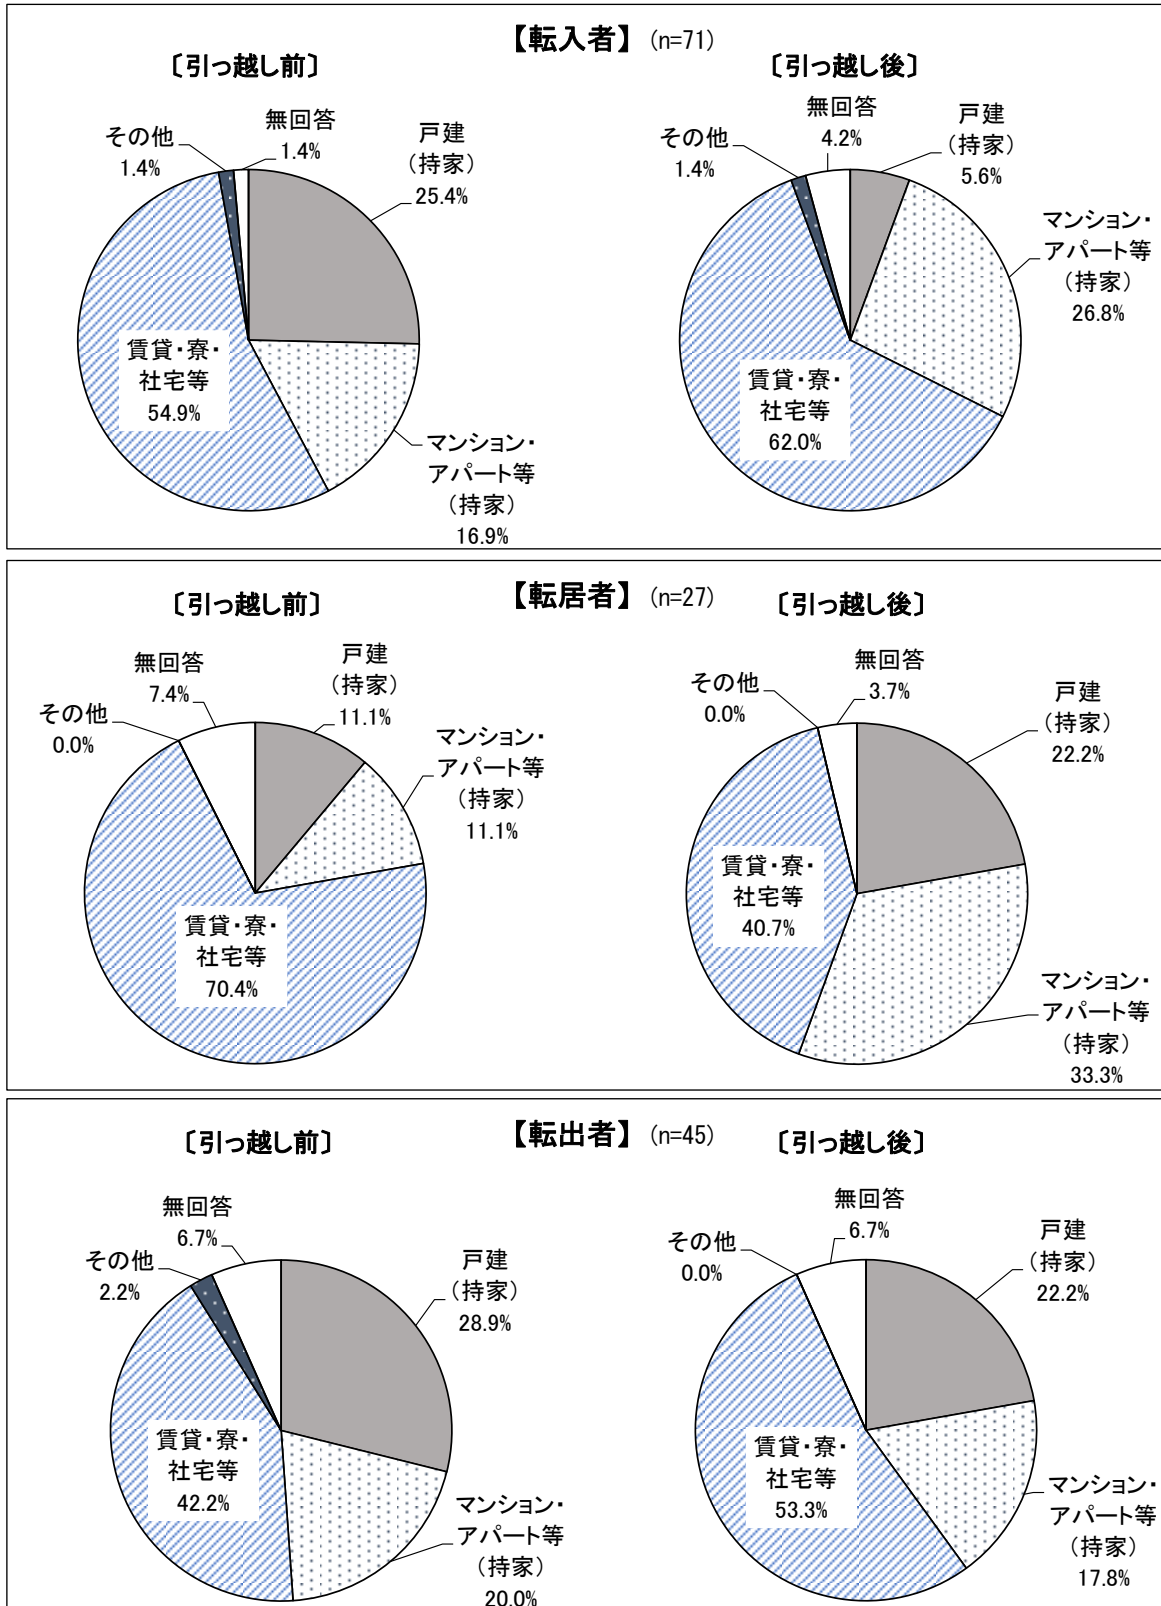 【転入者】 (n=71)
〔引っ越し前〕
その他
1.4%
無回答
1.4%
戸建
(持家)
25.4%
賃貸・寮・
社宅等
54.9%
マンション・
アパート等
(持家)
16.9%
〔引っ越し後〕
その他
1.4%
無回答
4.2%
戸建
(持家)
5.6%
マンション・
アパート等
(持家)
26.8%
賃貸・寮・
社宅等
62.0%
【転居者】 (n=27)
〔引っ越し前〕
その他
0.0%
無回答
7.4%
戸建
(持家)
11.1%
マンション・
アパート等
(持家)
11.1%
賃貸・寮・
社宅等
70.4%
〔引っ越し後〕
その他
0.0%
無回答
3.7%
戸建
(持家)
22.2%
賃貸・寮・
社宅等
40.7%
マンション・
アパート等
(持家)
33.3%
【転出者】 (n=45)
〔引っ越し前〕
その他
2.2%
無回答
6.7%
戸建
(持家)
28.9%
賃貸・寮・
社宅等
42.2%
マンション・
アパート等
(持家)
20.0%
〔引っ越し後〕
その他
0.0%
無回答
6.7%
戸建
(持家)
22.2%
賃貸・寮・
社宅等
53.3%
マンション・
アパート等
(持家)
17.8%